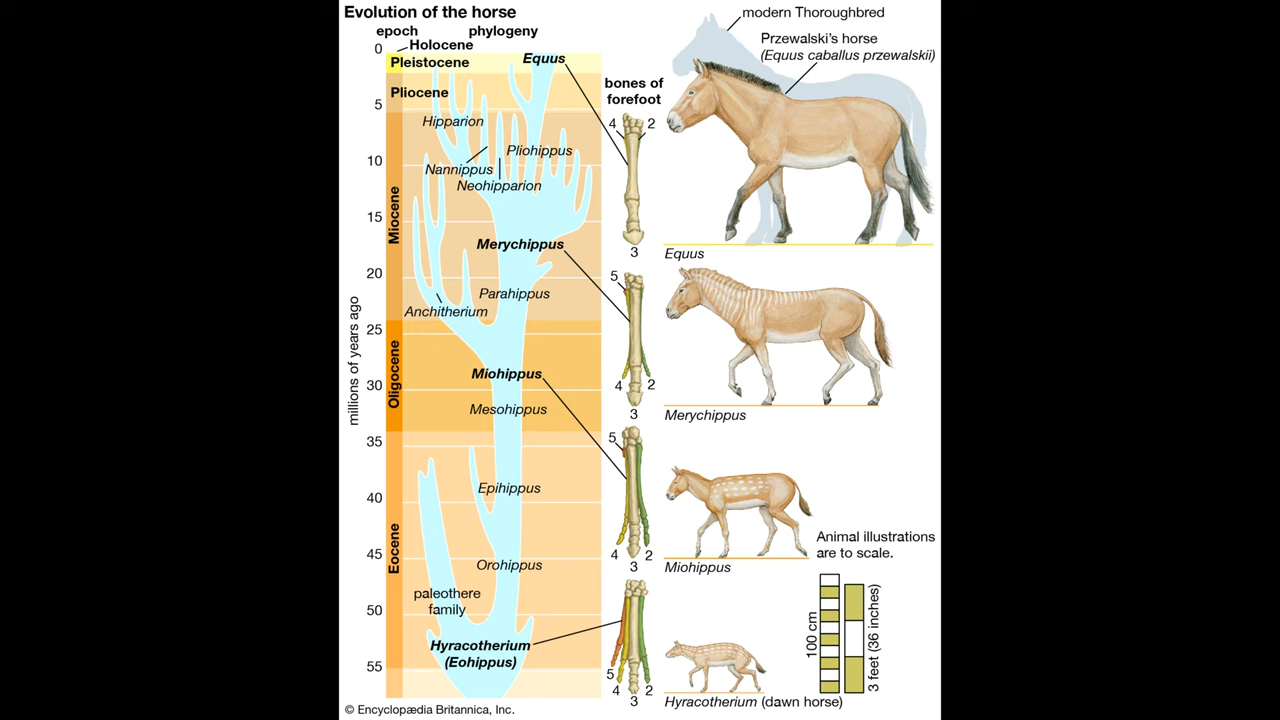 Evolution of the horse
epoch
phylogeny
0
Holocene
Pleistocene
Pliocene
5
Hipparion
Nannippus
10
Pliohippus
Neohipparion
Miocene
15
Merychippus
20
Parahippus
Anchitherium
25
Oligocene
Miohippus
30
Mesohippus
35
Epihippus
40
Eocene
45
Orohippus
paleothere
family
50
Hyracotherium
(Eohippus)
55
millions of years ago
Equus
bones of
forefoot
4
2
3
5
4
2
3
5
4
2
3
5
4
2
3
modern Thoroughbred
Przewalski's horse
(Equus caballus przewalskii)
Equus
Merychippus
Miohippus
Animal illustrations
are to scale.
100 cm
3 feet (36 inches)
Hyracotherium (dawn horse)
© Encyclopædia Britannica, Inc.